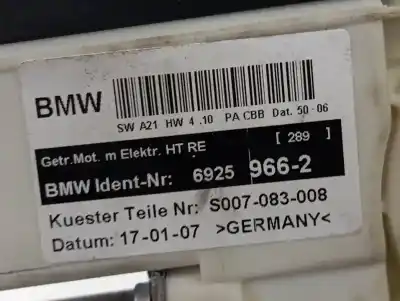 BMW
SW A21 HW 4.10 PA CBB Dat. 50-06
Getr.Mot. m Elektr. HT RE [ 289 ]
BMW Ident-Nr: 6925 966-2
Kuester Teile Nr: S007-083-008
Datum: 17-01-07 >GERMANY<